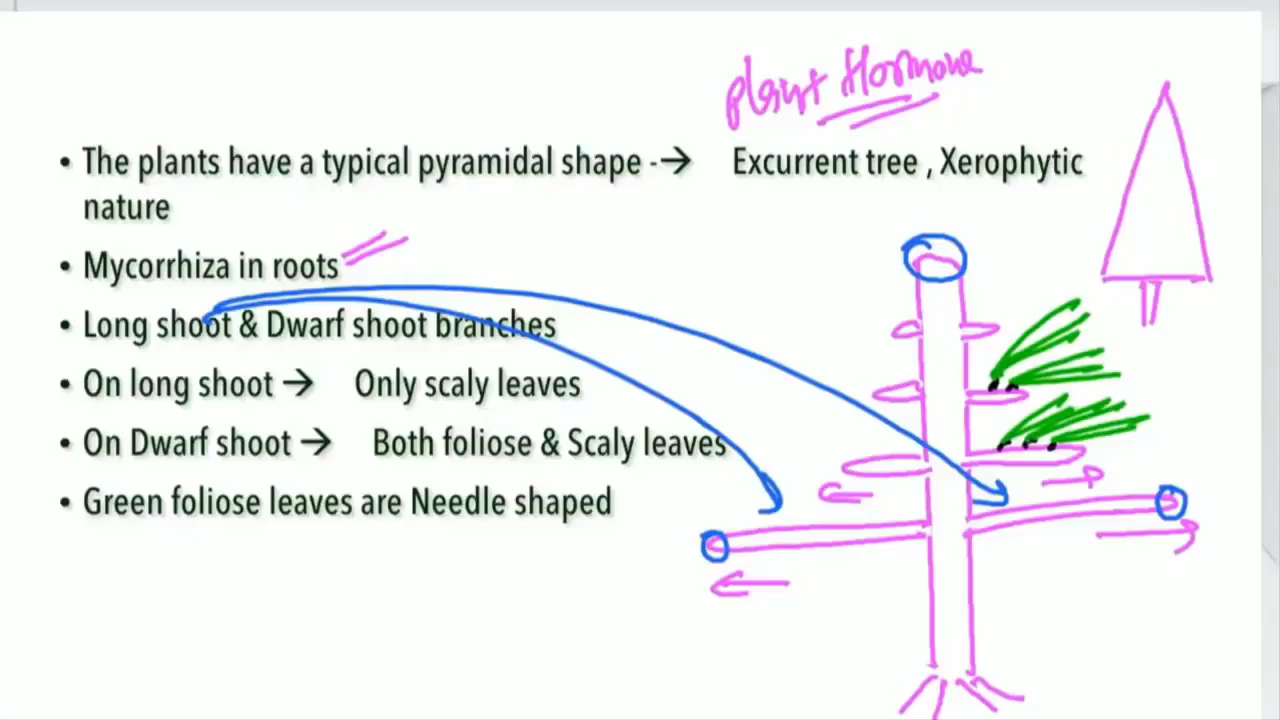 Plant Hormone
• The plants have a typical pyramidal shape -→ Excurrent tree , Xerophytic
nature
• Mycorrhiza in roots
• Long shoot & Dwarf shoot branches
• On long shoot → Only scaly leaves
• On Dwarf shoot → Both foliose & Scaly leaves
• Green foliose leaves are Needle shaped